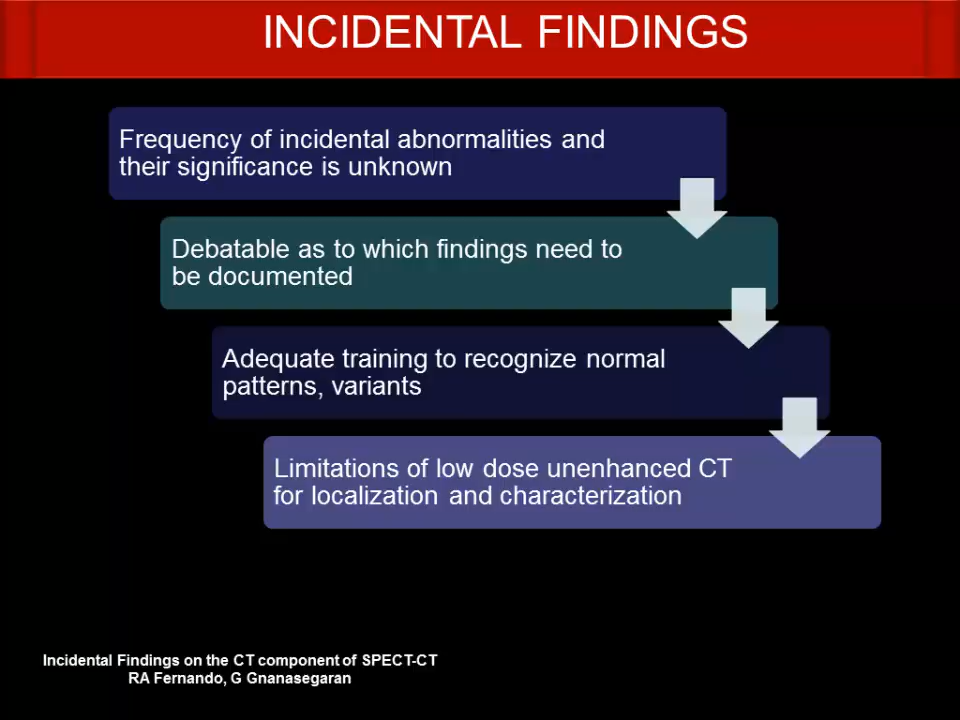 INCIDENTAL FINDINGS
Frequency of incidental abnormalities and
their significance is unknown
Debatable as to which findings need to
be documented
Adequate training to recognize normal
patterns, variants
Limitations of low dose unenhanced CT
for localization and characterization
Incidental Findings on the CT component of SPECT-CT
RA Fernando, G Gnanasegaran